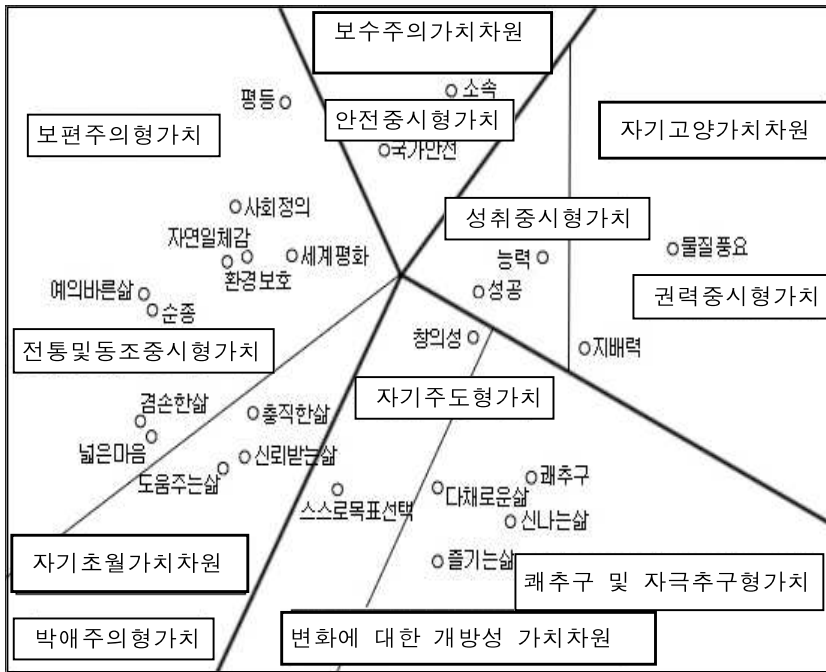 보수주의가치차원
소속
평등
안전중시형가치
자기고양가치차원
보편주의형가치
국가안전
사회정의
성취중시형가치
자연일체감
세계평화
능력
물질풍요
환경보호
예의바른삶
성공
권력중시형가치
순종
창의성
지배력
전통및동조중시형가치
자기주도형가치
겸손한삶
충직한삶
넓은마음
신뢰받는삶
도움주는삶
쾌추구
다채로운삶
스스로목표선택
신나는삶
자기초월가치차원
즐기는삶
쾌추구 및 자극추구형가치
박애주의형가치
변화에 대한 개방성 가치차원